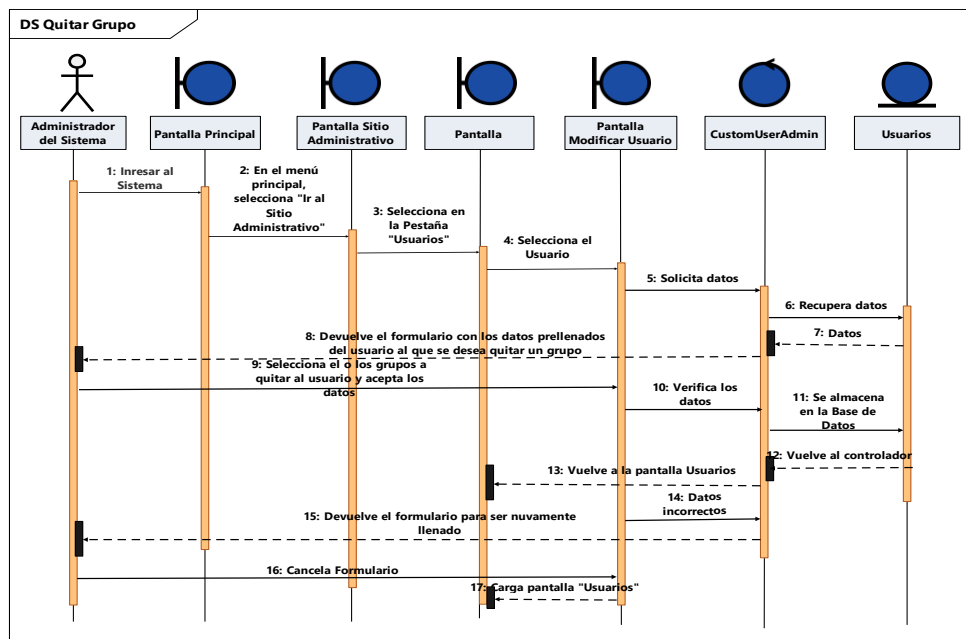 DS Quitar Grupo
Administrador
del Sistema
Pantalla Principal
Pantalla Sitio
Administrativo
Pantalla
Pantalla
Modificar Usuario
CustomUserAdmin
Usuarios
1: Inresar al
Sistema
2: En el menú
principal,
selecciona "Ir al
Sitio
Administrativo"
3: Selecciona en
la Pestaña
"Usuarios"
4: Selecciona el
Usuario
5: Solicita datos
6: Recupera datos
7: Datos
8: Devuelve el formulario con los datos prellenados
del usuario al que se desea quitar un grupo
9: Selecciona el o los grupos a
quitar al usuario y acepta los
datos
10: Verifica los
datos
11: Se almacena
en la Base de
Datos
12: Vuelve al controlador
13: Vuelve a la pantalla Usuarios
14: Datos
incorrectos
15: Devuelve el formulario para ser nuvamente
llenado
16: Cancela Formulario
17: Carga pantalla "Usuarios"